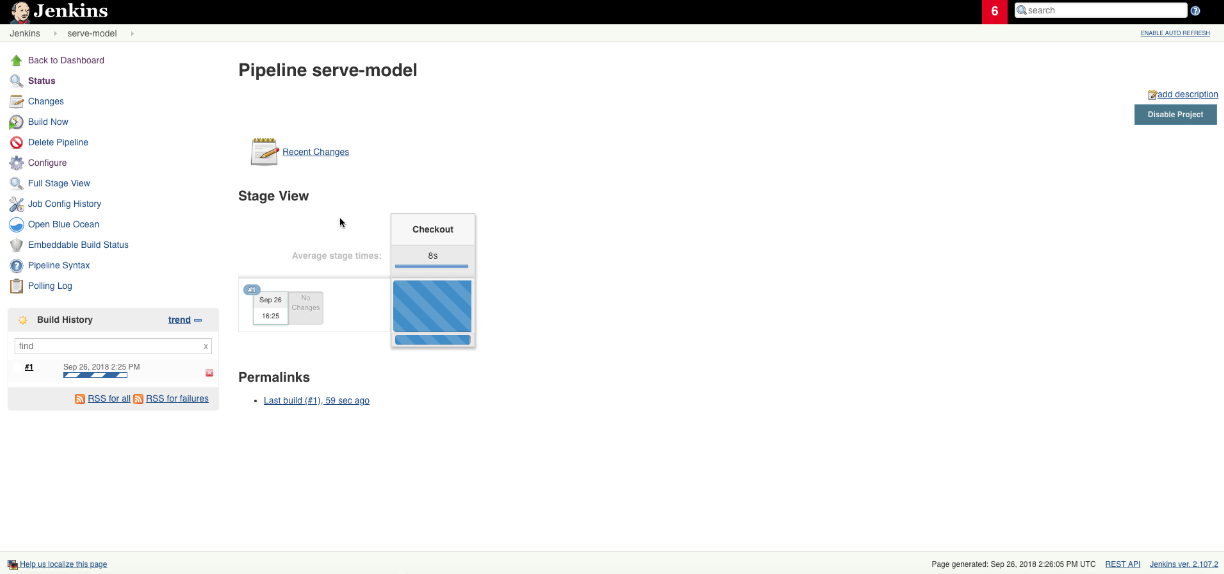 Jenkins
6
search
Jenkins serve-model
ENABLE AUTO REFRESH
Back to Dashboard
Status
Changes
Build Now
Delete Pipeline
Configure
Full Stage View
Job Config History
Open Blue Ocean
Embeddable Build Status
Pipeline Syntax
Polling Log
Build History trend
find x
#1 Sep 26, 2018 2:25 PM
RSS for all RSS for failures
Pipeline serve-model
add description
Disable Project
Recent Changes
Stage View
Checkout
Average stage times: 8s
#1
Sep 26
16:25
No
Changes
Permalinks
Last build (#1), 59 sec ago
Help us localize this page
Page generated: Sep 26, 2018 2:26:05 PM UTC REST API Jenkins ver. 2.107.2